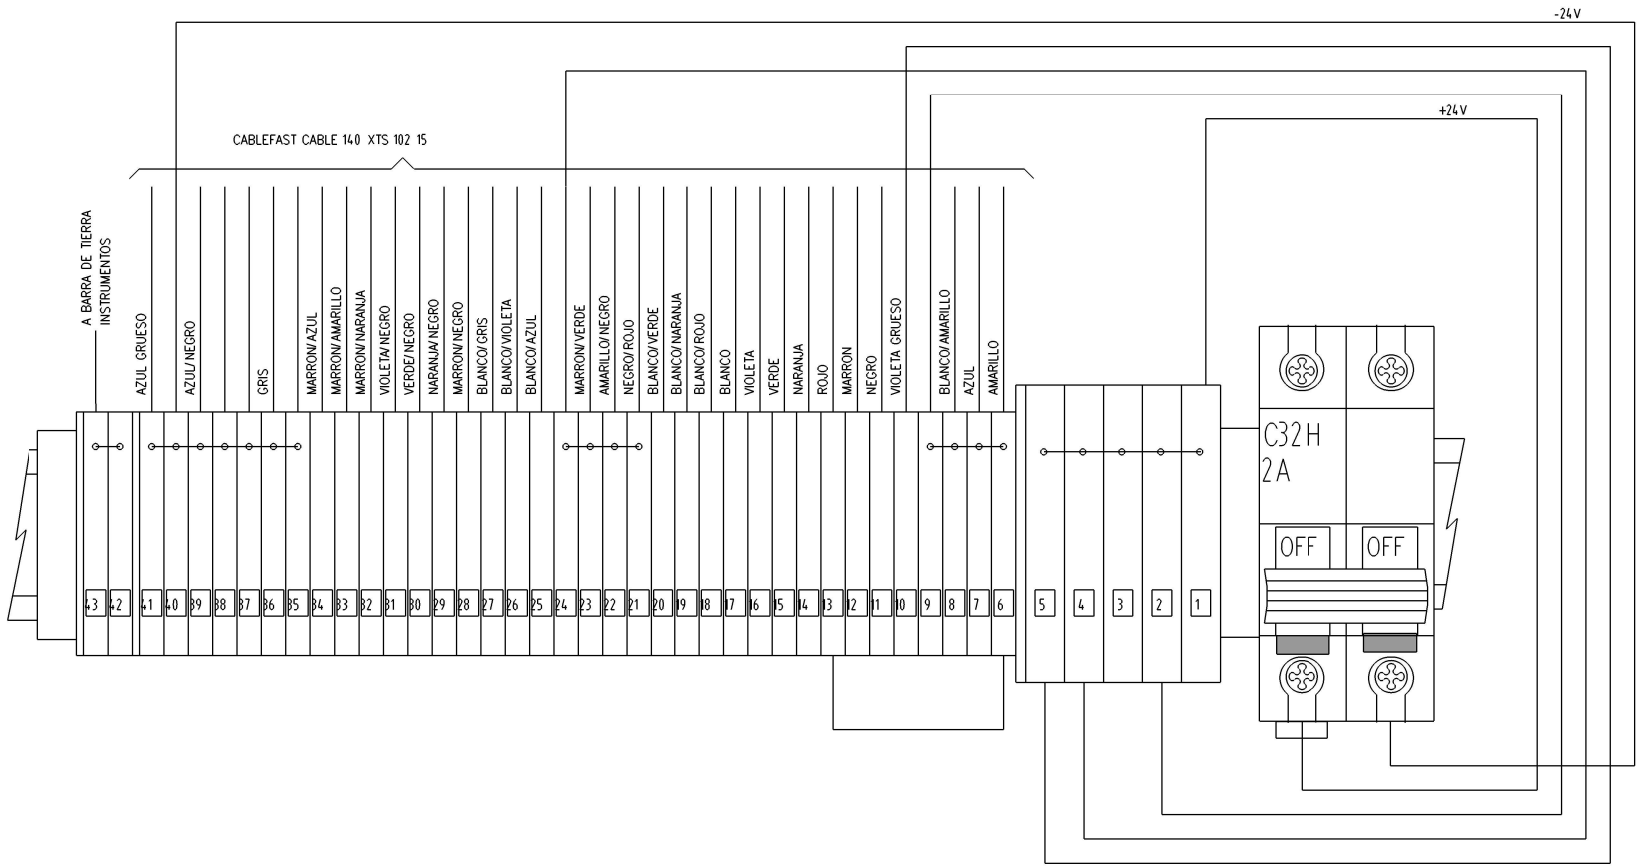 -24V
+24V
CABLEFAST CABLE 140 XTS 102 15
A BARRA DE TIERRA
INSTRUMENTOS
AZUL GRUESO
AZUL/NEGRO
GRIS
MARRON/AZUL
MARRON/AMARILLO
MARRON/NARANJA
VIOLETA/NEGRO
VERDE/NEGRO
NARANJA/NEGRO
MARRON/NEGRO
BLANCO/GRIS
BLANCO/VIOLETA
BLANCO/AZUL
MARRON/VERDE
AMARILLO/NEGRO
NEGRO/ROJO
BLANCO/VERDE
BLANCO/NARANJA
BLANCO/ROJO
BLANCO
VIOLETA
VERDE
NARANJA
ROJO
MARRON
NEGRO
VIOLETA GRUESO
BLANCO/AMARILLO
AZUL
AMARILLO
C32H
2A
OFF OFF
43 42 41 40 39 38 37 36 35 34 33 32 31 30 29 28 27 26 25 24 23 22 21 20 19 18 17 16 15 14 13 12 11 10 9 8 7 6 5 4 3 2 1